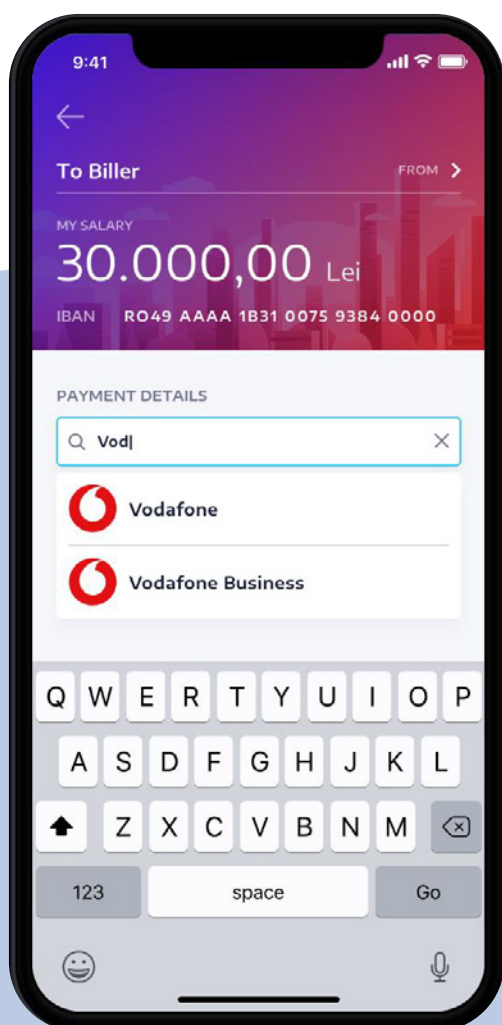 9:41
To Biller FROM
MY SALARY
30.000,00 Lei
IBAN RO49 AAAA 1B31 0075 9384 0000
PAYMENT DETAILS
Vod
Vodafone
Vodafone Business
Q W E R T Y U I O P
A S D F G H J K L
Z X C V B N M
123 space Go